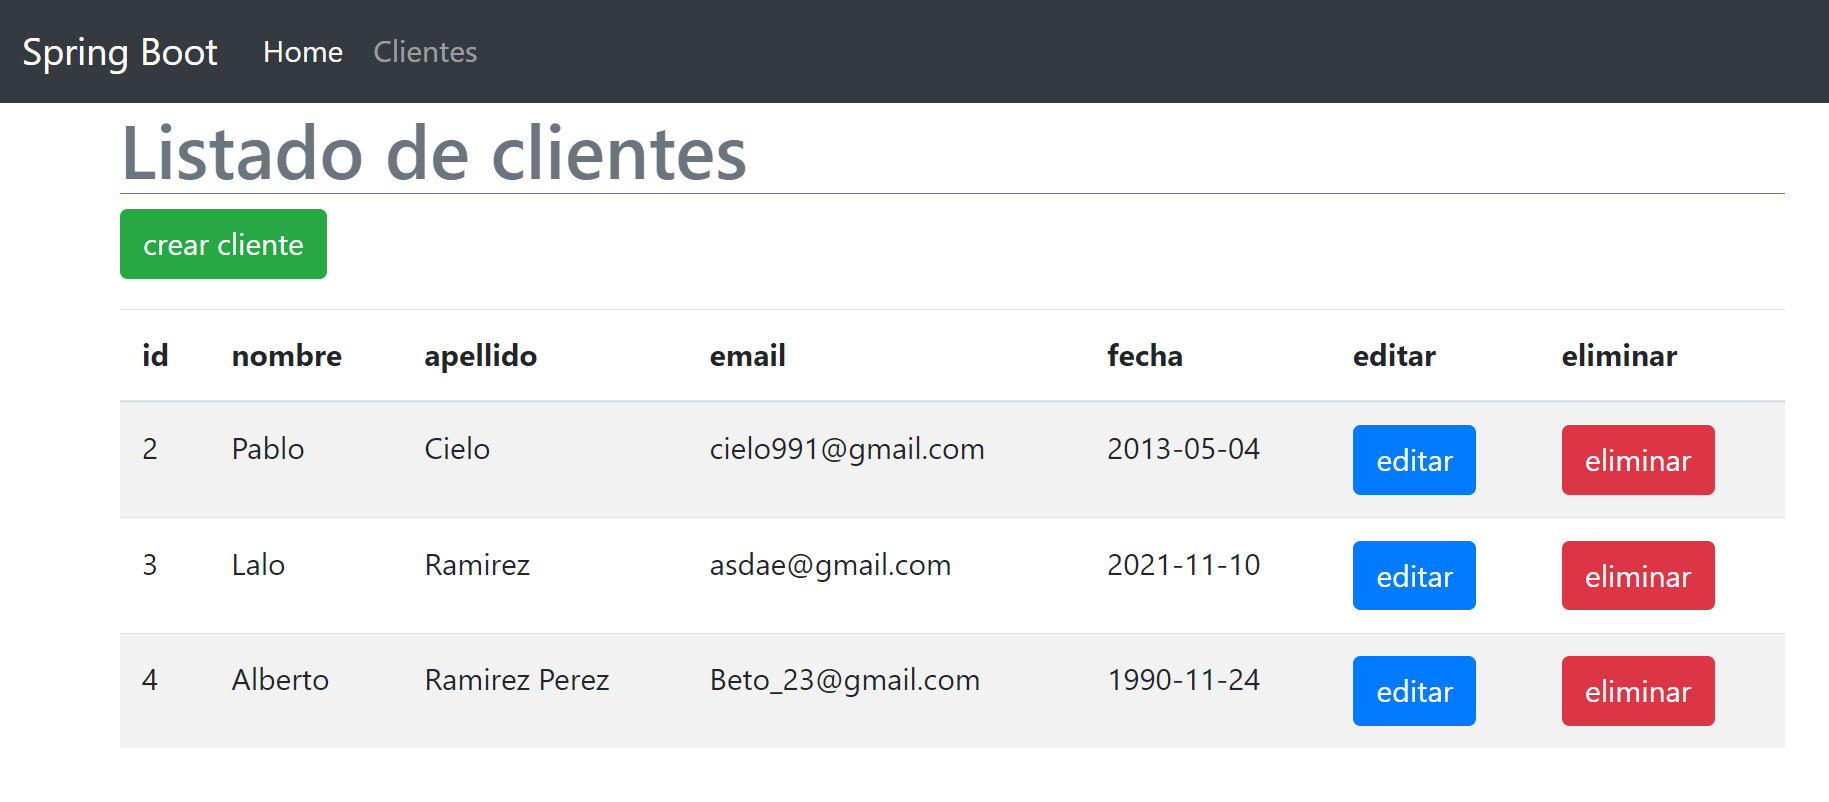 Spring Boot Home Clientes
Listado de clientes
crear cliente
id nombre apellido email fecha editar eliminar
2 Pablo Cielo cielo991@gmail.com 2013-05-04 editar eliminar
3 Lalo Ramirez asdae@gmail.com 2021-11-10 editar eliminar
4 Alberto Ramirez Perez Beto_23@gmail.com 1990-11-24 editar eliminar